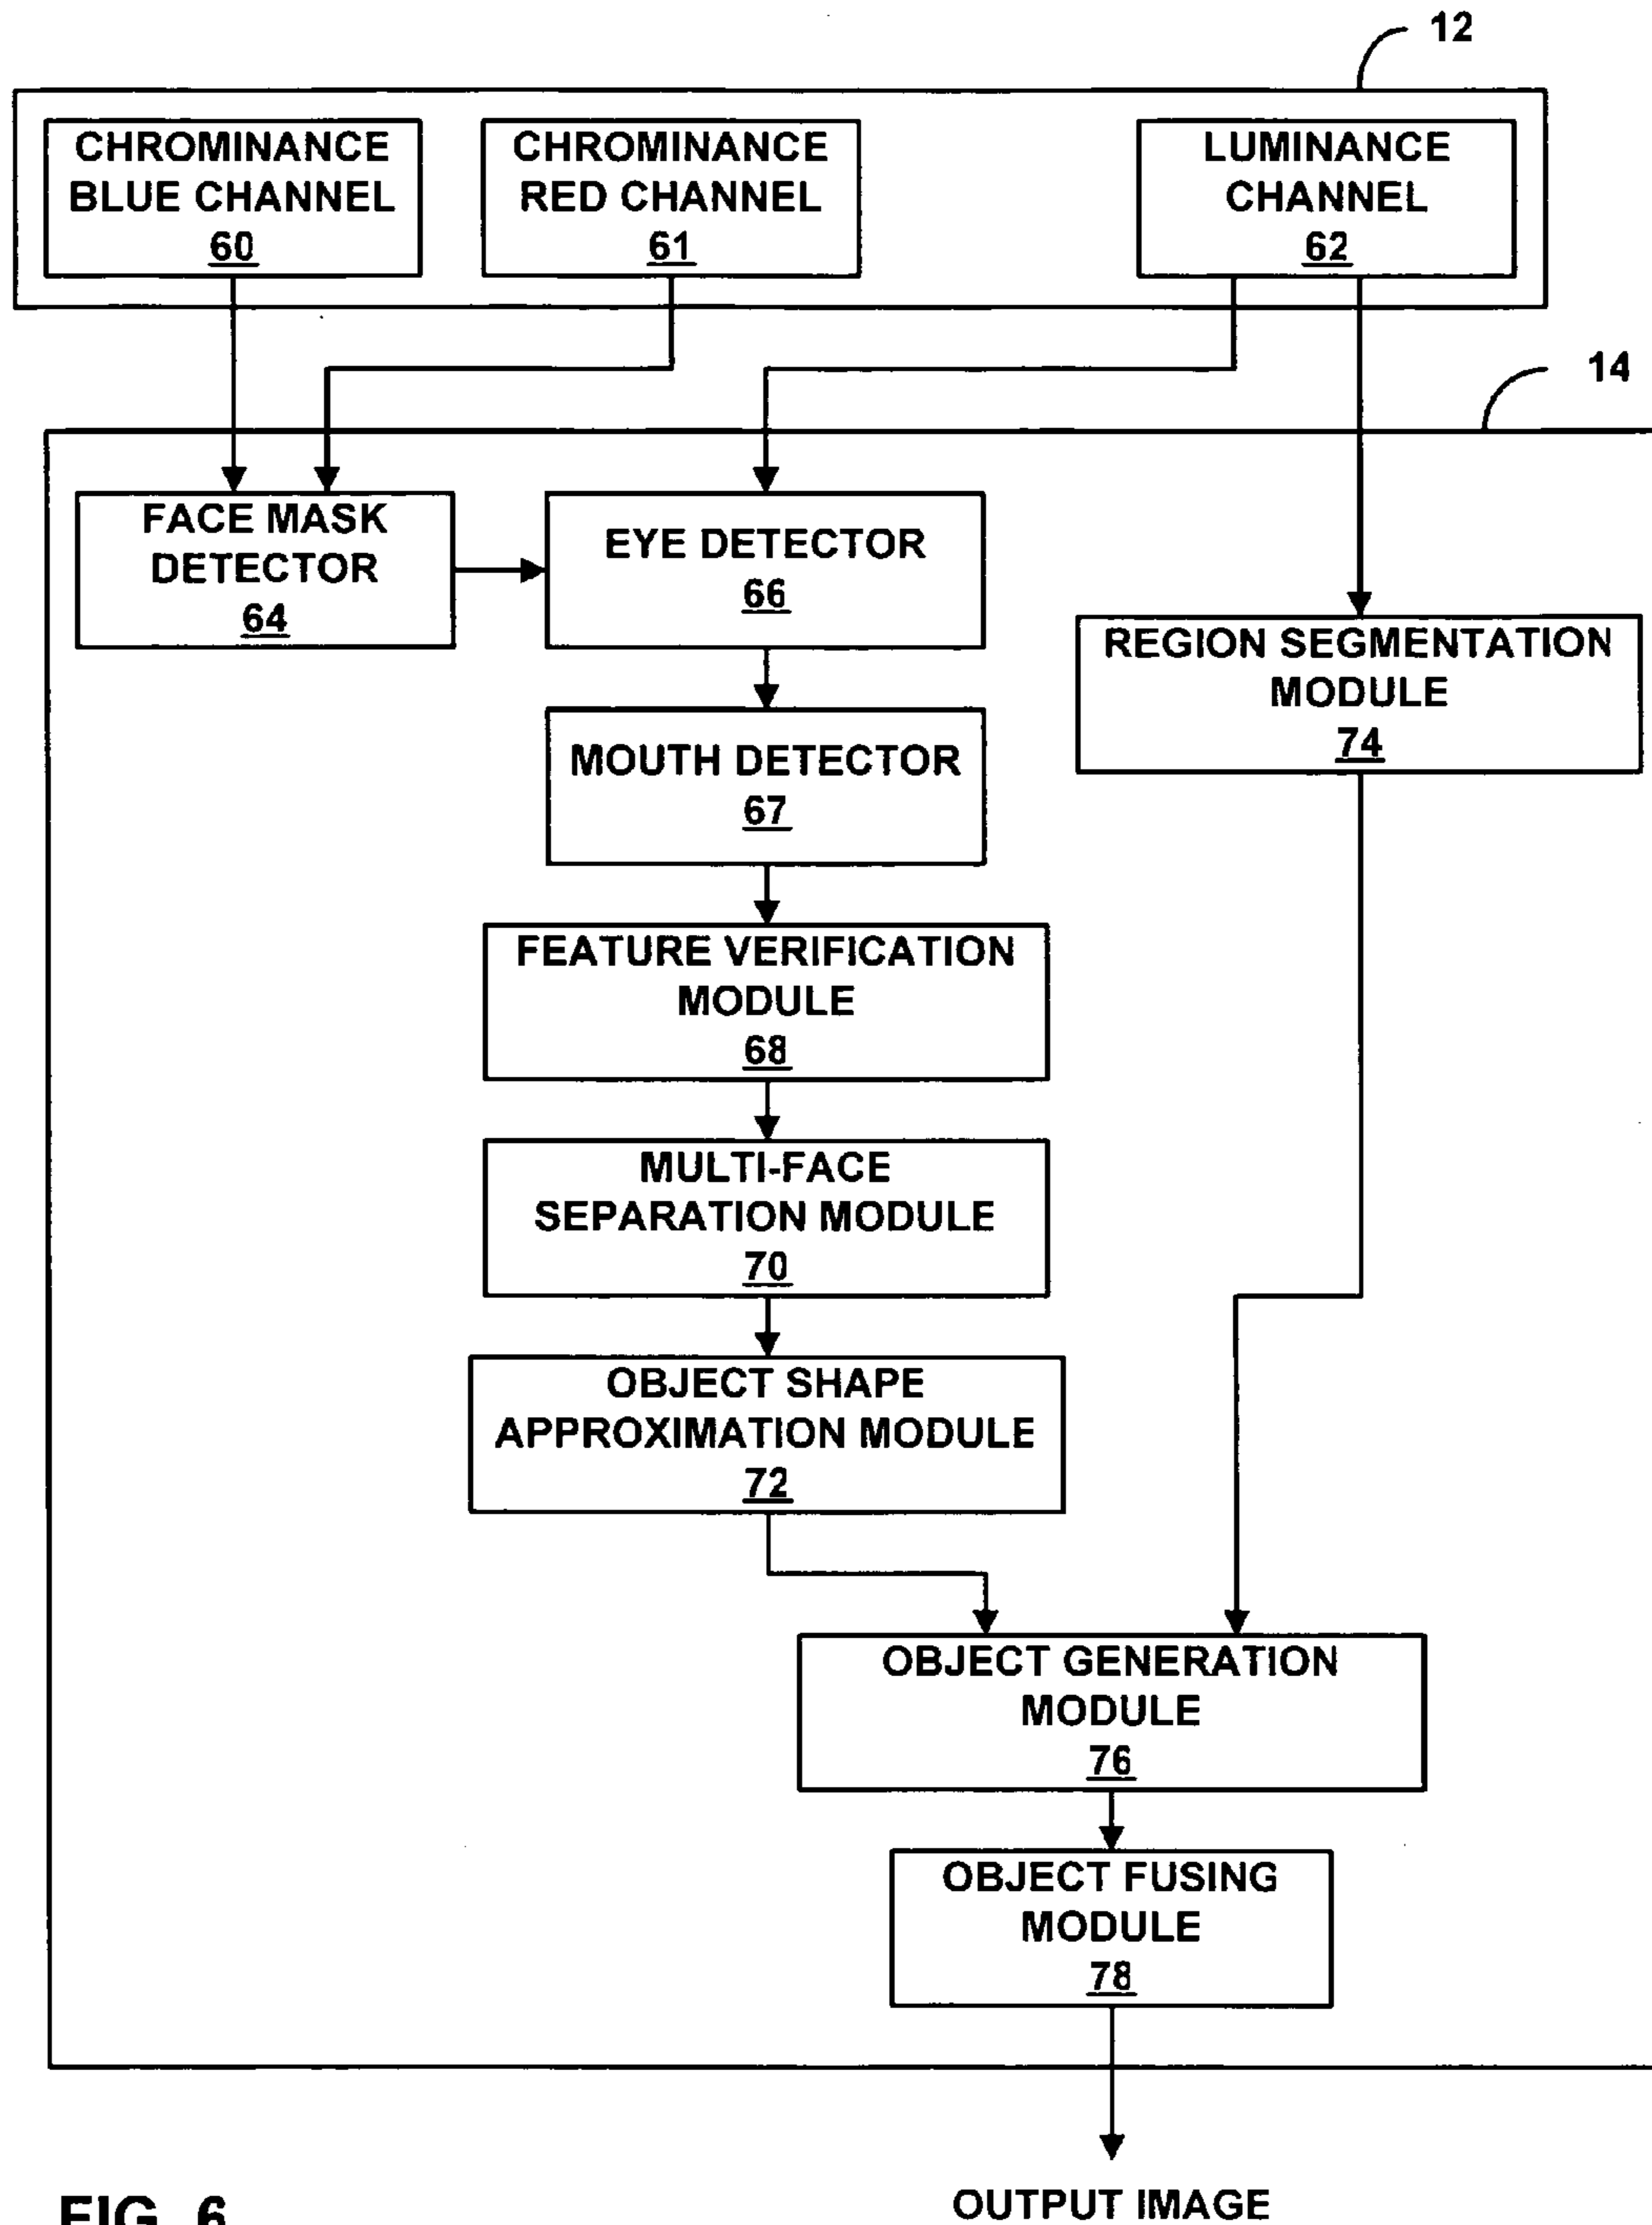 12
CHROMINANCE
BLUE CHANNEL
60
CHROMINANCE
RED CHANNEL
61
LUMINANCE
CHANNEL
62
14
FACE MASK
DETECTOR
64
EYE DETECTOR
66
REGION SEGMENTATION
MODULE
74
MOUTH DETECTOR
67
FEATURE VERIFICATION
MODULE
68
MULTI-FACE
SEPARATION MODULE
70
OBJECT SHAPE
APPROXIMATION MODULE
72
OBJECT GENERATION
MODULE
76
OBJECT FUSING
MODULE
78
OUTPUT IMAGE
FIG. 6